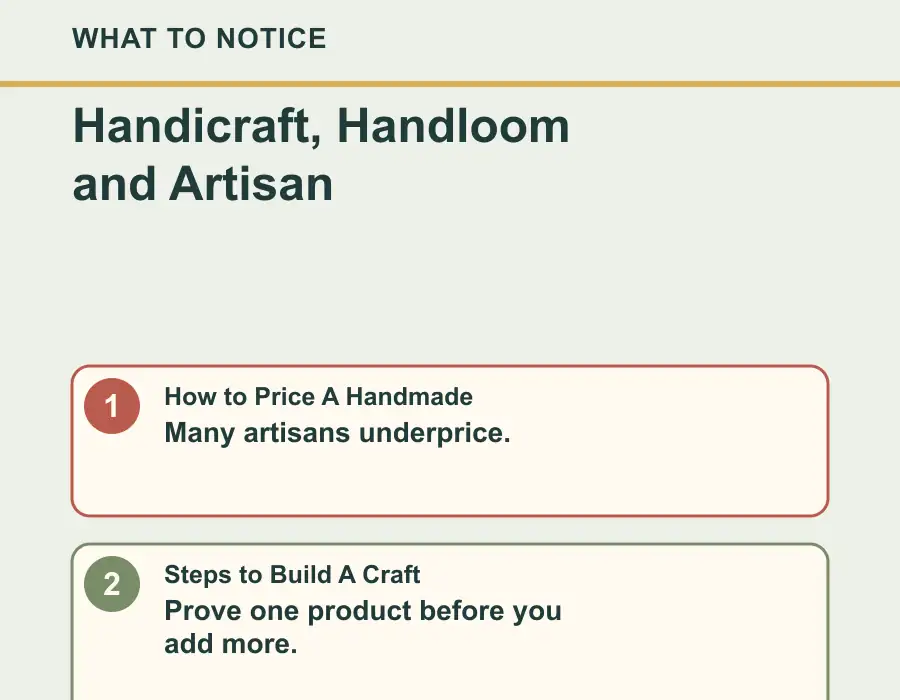 WHAT TO NOTICE
Handicraft, Handloom
and Artisan
1
How to Price A Handmade
Many artisans underprice.
2
Steps to Build A Craft
Prove one product before you
add more.